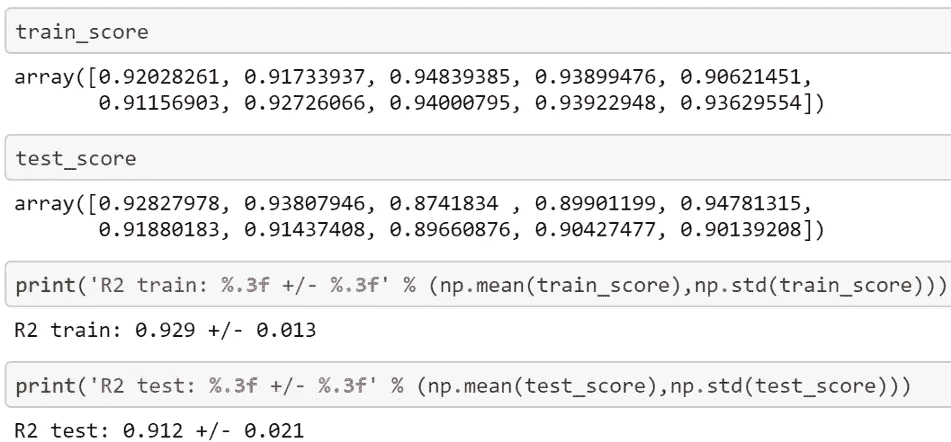 train_score
array([0.92028261, 0.91733937, 0.94839385, 0.93899476, 0.90621451,
0.91156903, 0.92726066, 0.94000795, 0.93922948, 0.93629554])
test_score
array([0.92827978, 0.93807946, 0.8741834 , 0.89901199, 0.94781315,
0.91880183, 0.91437408, 0.89660876, 0.90427477, 0.90139208])
print('R2 train: %.3f +/- %.3f' % (np.mean(train_score),np.std(train_score)))
R2 train: 0.929 +/- 0.013
print('R2 test: %.3f +/- %.3f' % (np.mean(test_score),np.std(test_score)))
R2 test: 0.912 +/- 0.021